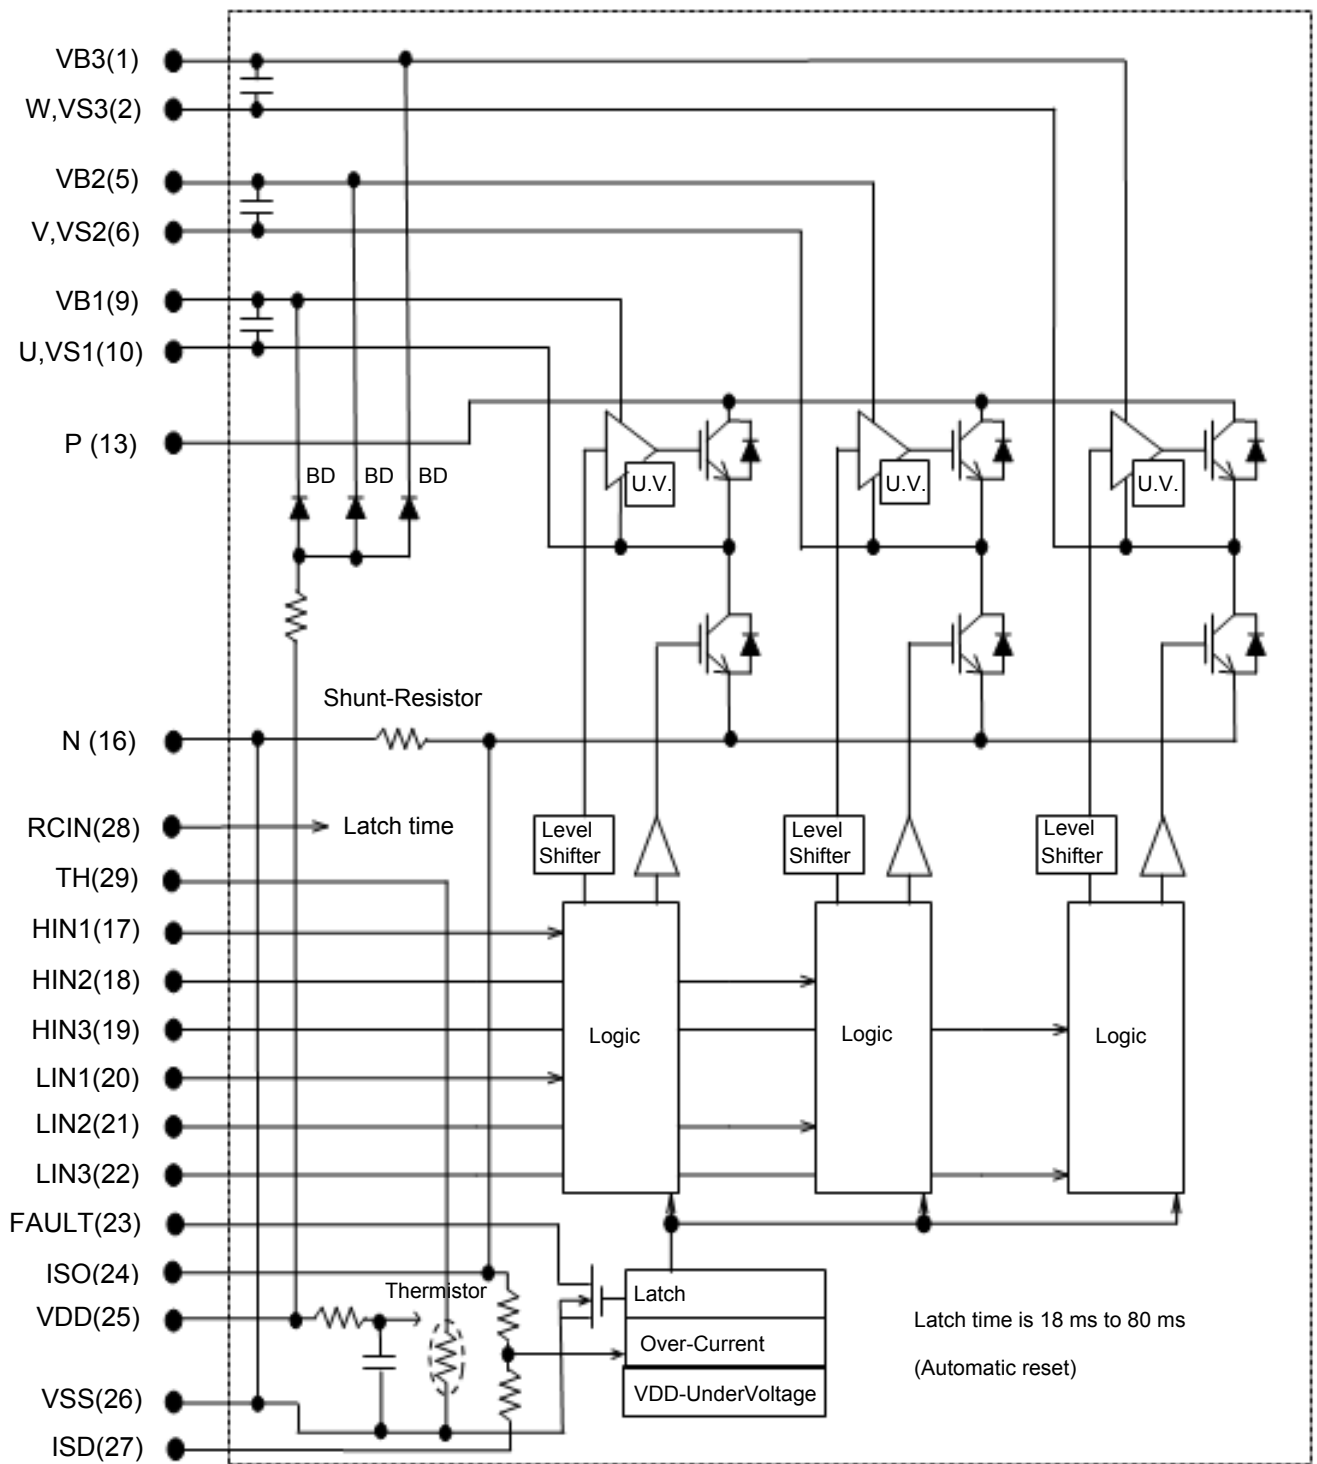 VB3(1)
W,VS3(2)
VB2(5)
V,VS2(6)
VB1(9)
U,VS1(10)
P (13)
BD BD BD
U.V. U.V. U.V.
Shunt-Resistor
N (16)
RCIN(28)
Latch time
Level
Shifter
Level
Shifter
Level
Shifter
TH(29)
HIN1(17)
HIN2(18)
HIN3(19)
Logic Logic Logic
LIN1(20)
LIN2(21)
LIN3(22)
FAULT(23)
ISO(24)
Thermistor
Latch
VDD(25)
Latch time is 18 ms to 80 ms
Over-Current
(Automatic reset)
VDD-UnderVoltage
VSS(26)
ISD(27)